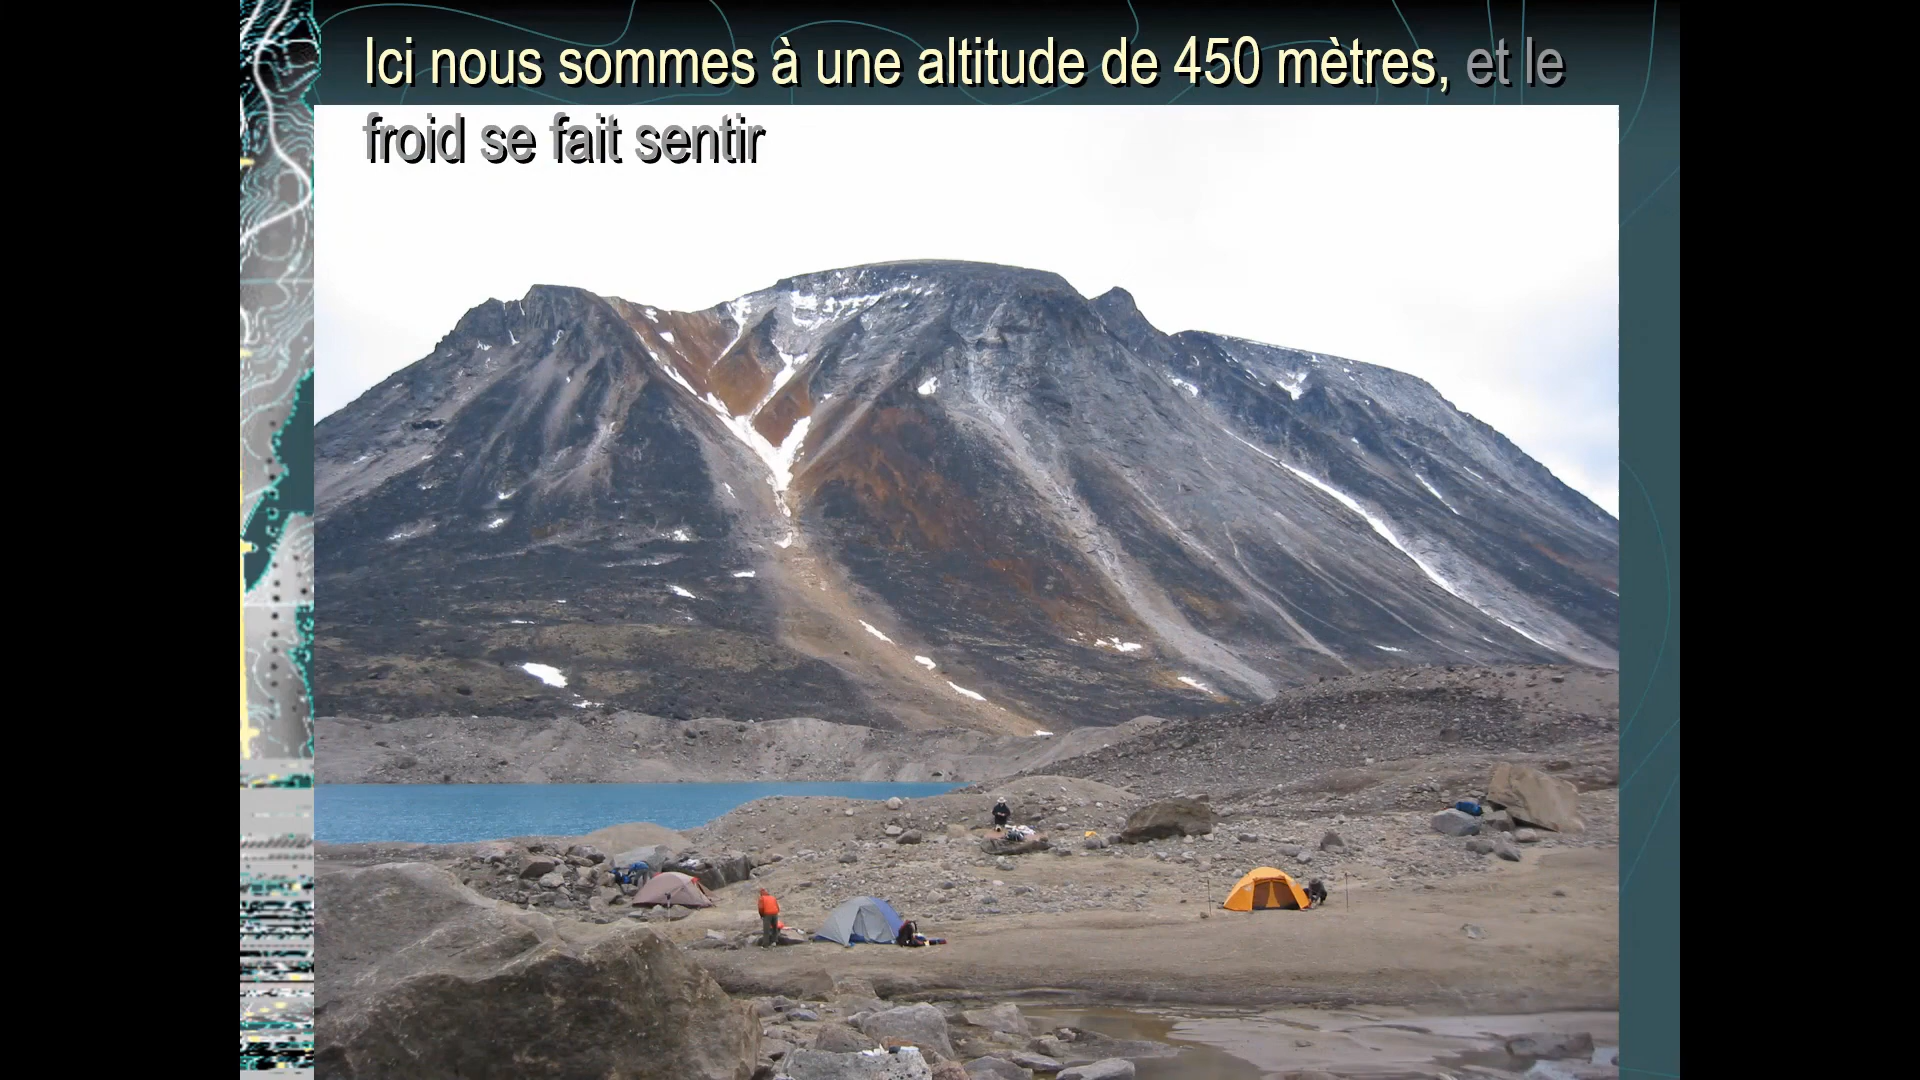 Ici nous sommes à une altitude de 450 mètres, et le
froid se fait sentir